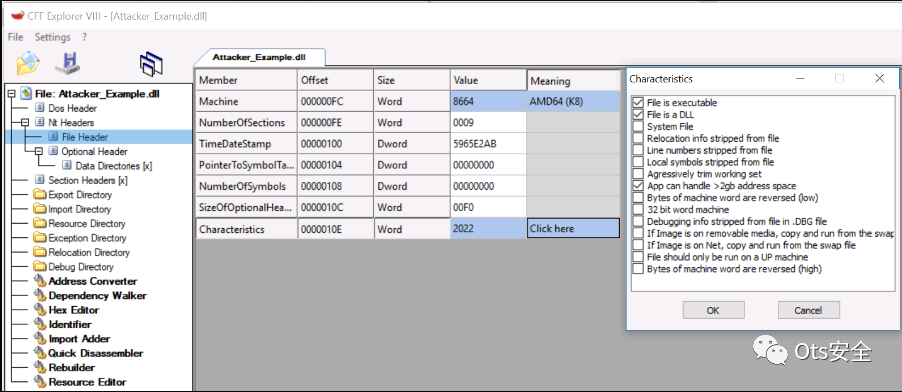 CFF Explorer VIII - [Attacker_Example.dll]
File Settings ?
File: Attacker_Example.dll
Dos Header
Nt Headers
File Header
Optional Header
Data Directories [x]
Section Headers [x]
Export Directory
Import Directory
Resource Directory
Exception Directory
Relocation Directory
Debug Directory
Address Converter
Dependency Walker
Hex Editor
Identifier
Import Adder
Quick Disassembler
Rebuilder
Resource Editor
Attacker_Example.dll
Member Offset Size Value Meaning
Machine 000000FC Word 8664 AMD64 (K8)
NumberOfSections 000000FE Word 0009
TimeDateStamp 00000100 Dword 5965E2AB
PointerToSymbolTa... 00000104 Dword 00000000
NumberOfSymbols 00000108 Dword 00000000
SizeOfOptionalHea... 0000010C Word 00F0
Characteristics 0000010E Word 2022 Click here
Characteristics
File is executable
File is a DLL
System File
Relocation info stripped from file
Line numbers stripped from file
Local symbols stripped from file
Agressively trim working set
App can handle >2gb address space
Bytes of machine word are reversed (low)
32 bit word machine
Debugging info stripped from file in .DBG file
If Image is on removable media, copy and run from the swap
If Image is on Net, copy and run from the swap file
File should only be run on a UP machine
Bytes of machine word are reversed (high)
OK Cancel
Ots安全